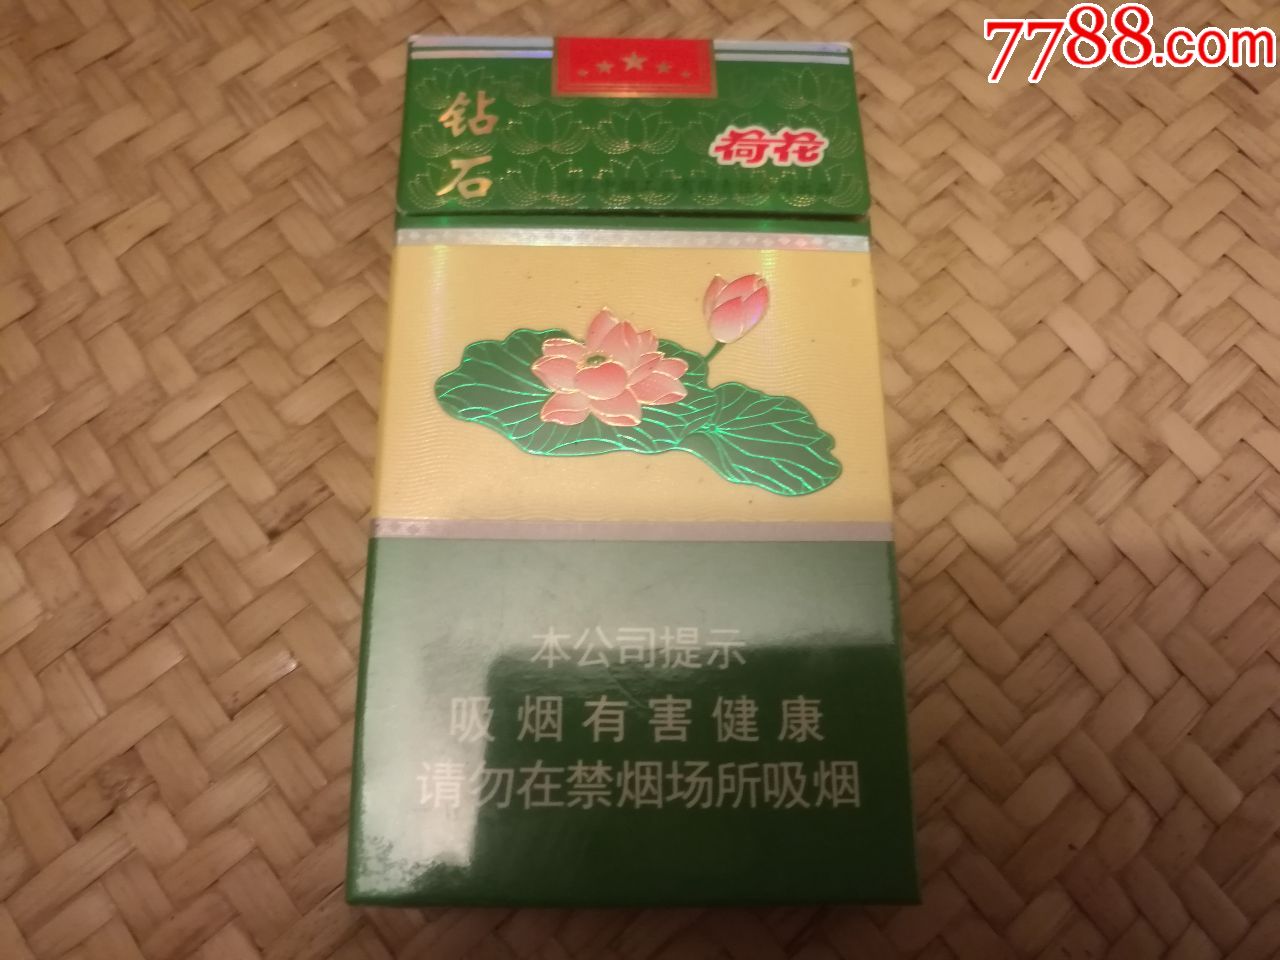 7788.com
钻石
荷花
本公司提示
吸烟有害健康
请勿在禁烟场所吸烟